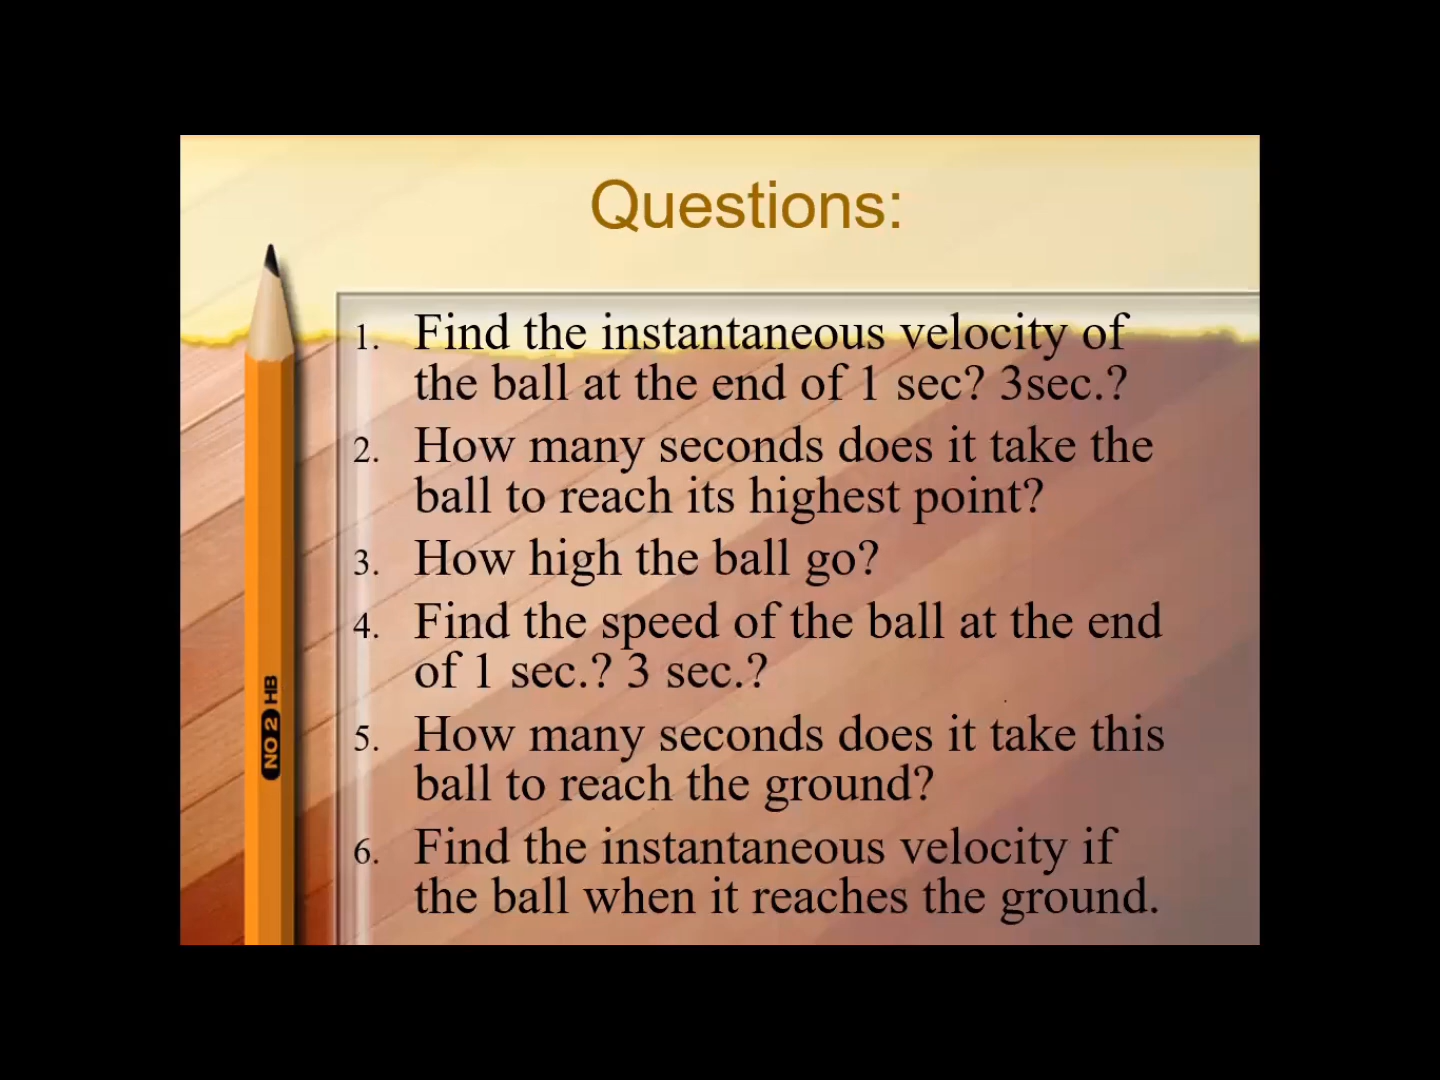 Questions:
1. Find the instantaneous velocity of
the ball at the end of 1 sec? 3sec.?
2. How many seconds does it take the
ball to reach its highest point?
3. How high the ball go?
4. Find the speed of the ball at the end
of 1 sec.? 3 sec.?
5. How many seconds does it take this
ball to reach the ground?
6. Find the instantaneous velocity if
the ball when it reaches the ground.
NO 2 HB